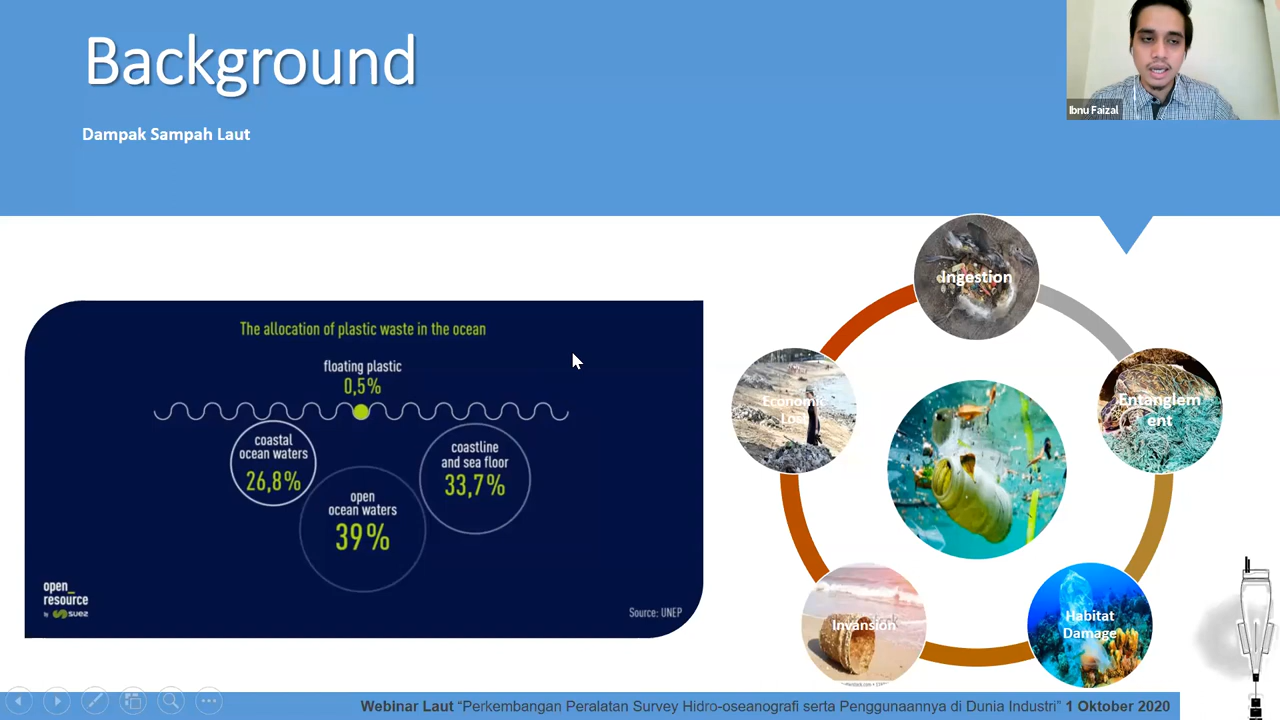 Background
Dampak Sampah Laut
Ibnu Faizal
The allocation of plastic waste in the ocean
floating plastic
0,5%
coastal
ocean waters
26,8%
coastline
and sea floor
33,7%
open
ocean waters
39%
open_
resource
by suez
Source: UNEP
Ingestion
Entanglem
ent
Habitat
Damage
Invansion
Economic
Loss
Webinar Laut “Perkembangan Peralatan Survey Hidro-oseanografi serta Penggunaannya di Dunia Industri” 1 Oktober 2020